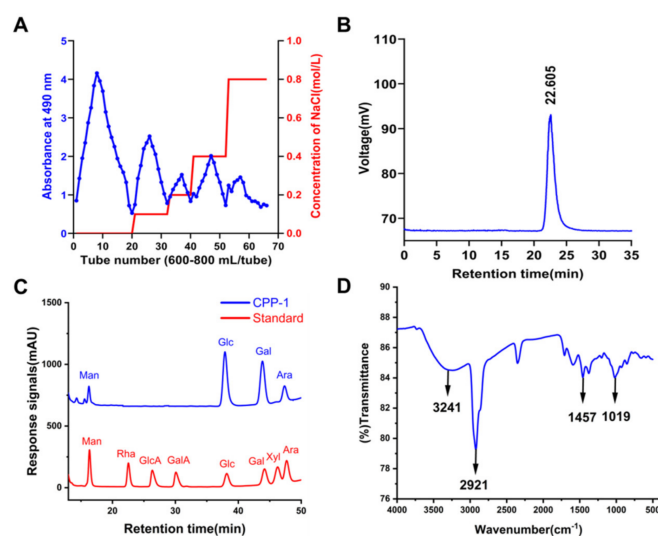 A
Absorbance at 490 nm
5
4
3
2
1
0
0 10 20 30 40 50 60 70
Tube number (600-800 mL/tube)
1.0
0.8
0.6
0.4
0.2
0.0
Concentration of NaCl(mol/L)
B
Voltage(mV)
110
100
90
80
70
22.605
0 5 10 15 20 25 30 35
Retention time(min)
C
Response signals(mAU)
1500
1000
500
0
CPP-1
Standard
Man
Glc
Gal
Ara
Man
Rha
GlcA
GalA
Glc
Gal
Xyl
Ara
20 30 40 50
Retention time(min)
D
(%)Transmittance
90
88
86
84
82
80
78
76
3241
2921
1457
1019
4000 3500 3000 2500 2000 1500 1000 500
Wavenumber(cm⁻¹)